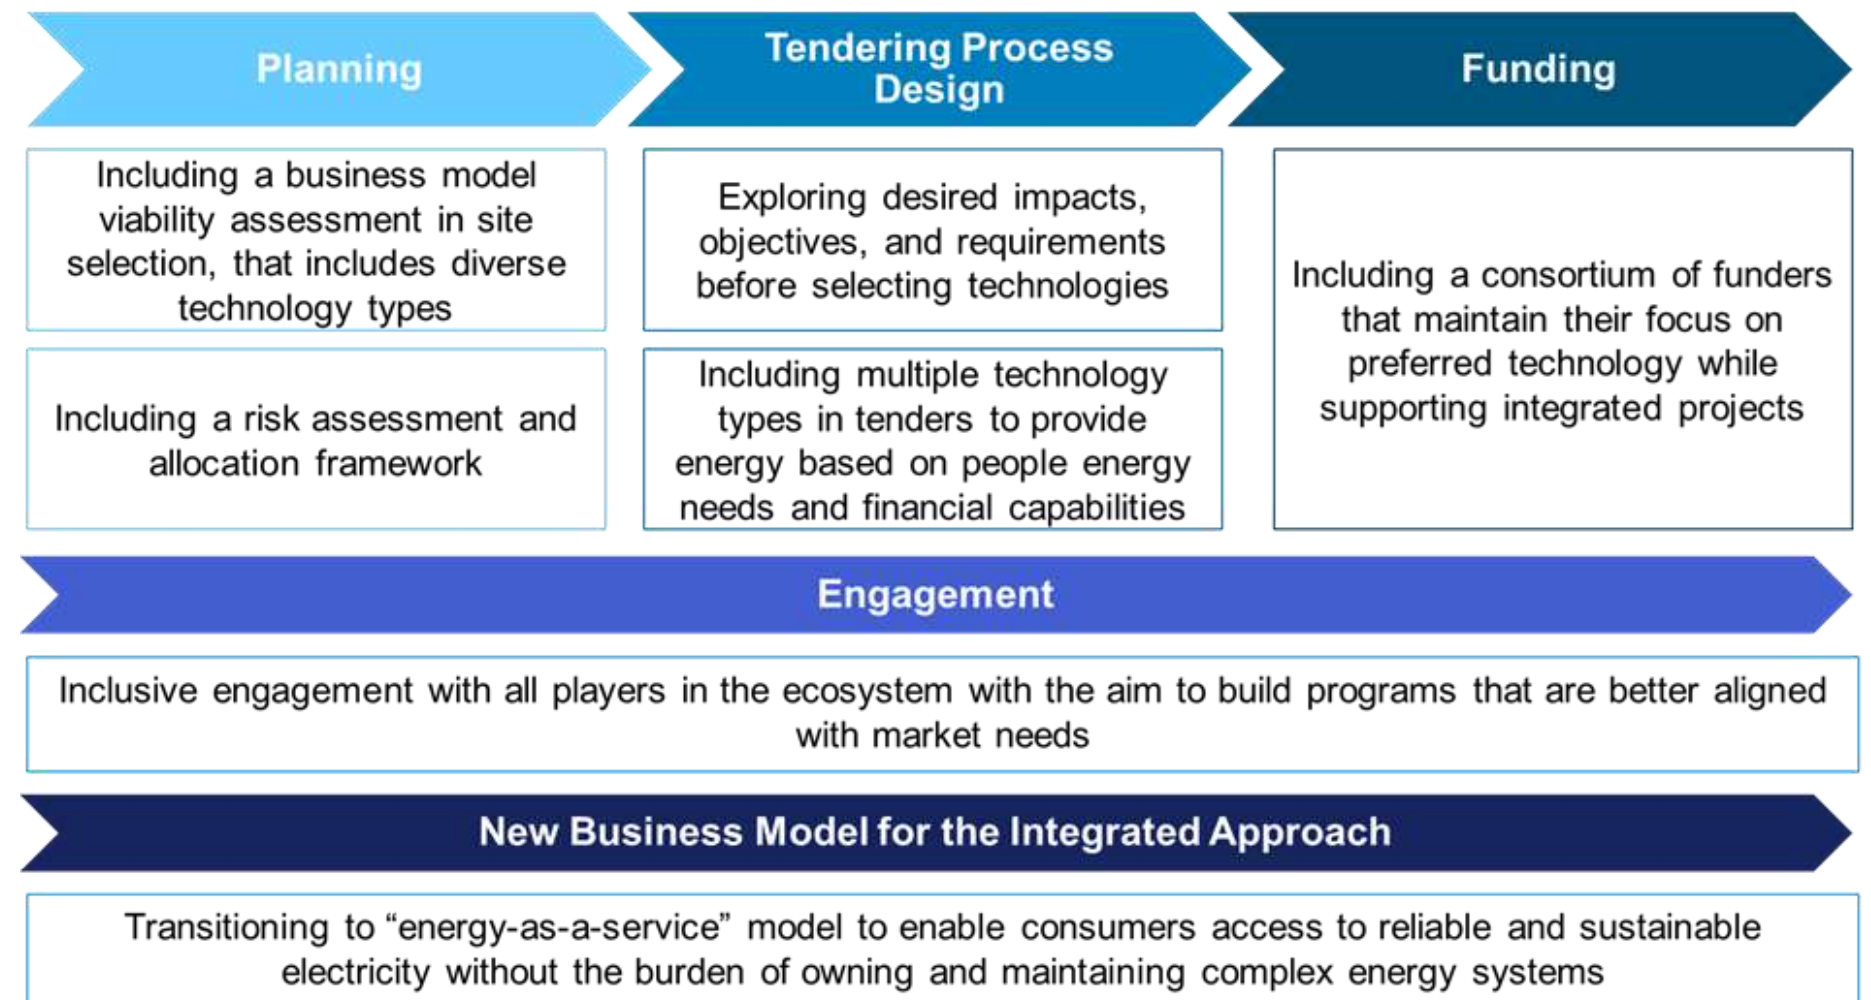 Planning
Tendering Process
Design
Funding
Including a business model
viability assessment in site
selection, that includes diverse
technology types
Including a risk assessment and
allocation framework
Exploring desired impacts,
objectives, and requirements
before selecting technologies
Including multiple technology
types in tenders to provide
energy based on people energy
needs and financial capabilities
Including a consortium of funders
that maintain their focus on
preferred technology while
supporting integrated projects
Engagement
Inclusive engagement with all players in the ecosystem with the aim to build programs that are better aligned
with market needs
New Business Model for the Integrated Approach
Transitioning to “energy-as-a-service” model to enable consumers access to reliable and sustainable
electricity without the burden of owning and maintaining complex energy systems